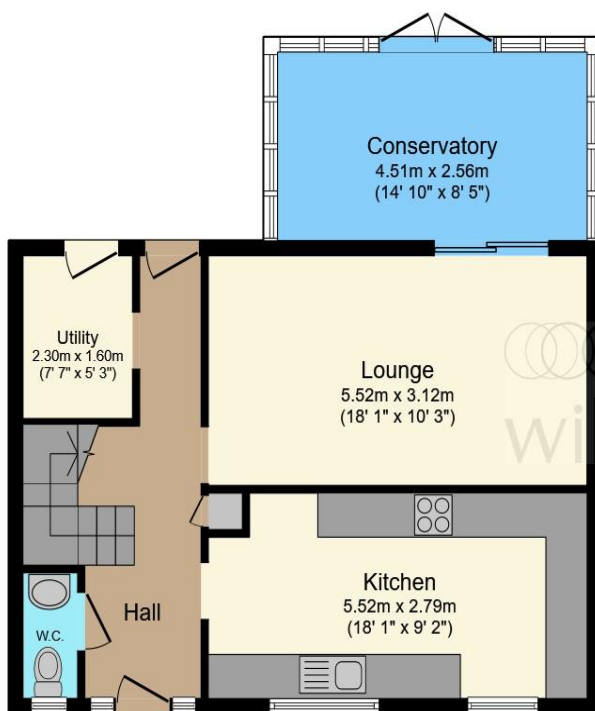 Conservatory
4.51m x 2.56m
(14' 10" x 8' 5")
Utility
2.30m x 1.60m
(7' 7" x 5' 3")
Lounge
5.52m x 3.12m
(18' 1" x 10' 3")
Kitchen
5.52m x 2.79m
(18' 1" x 9' 2")
Hall
W.C.